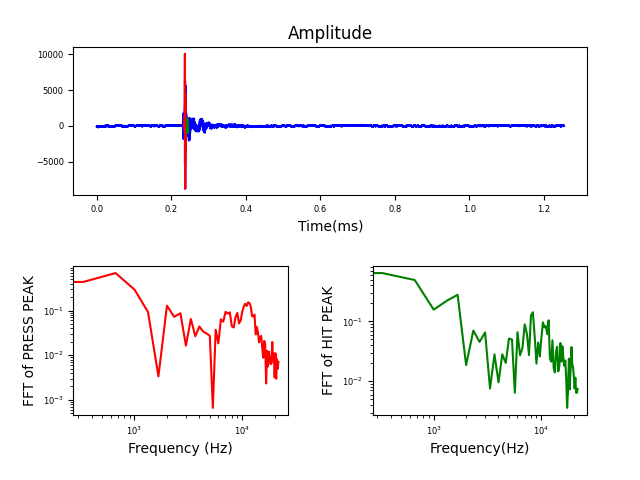 Amplitude
10000
5000
0
−5000
0.0 0.2 0.4 0.6 0.8 1.0 1.2
Time(ms)
FFT of PRESS PEAK
10⁻¹
10⁻²
10⁻³
10³ 10⁴
Frequency (Hz)
FFT of HIT PEAK
10⁻¹
10⁻²
10³ 10⁴
Frequency(Hz)